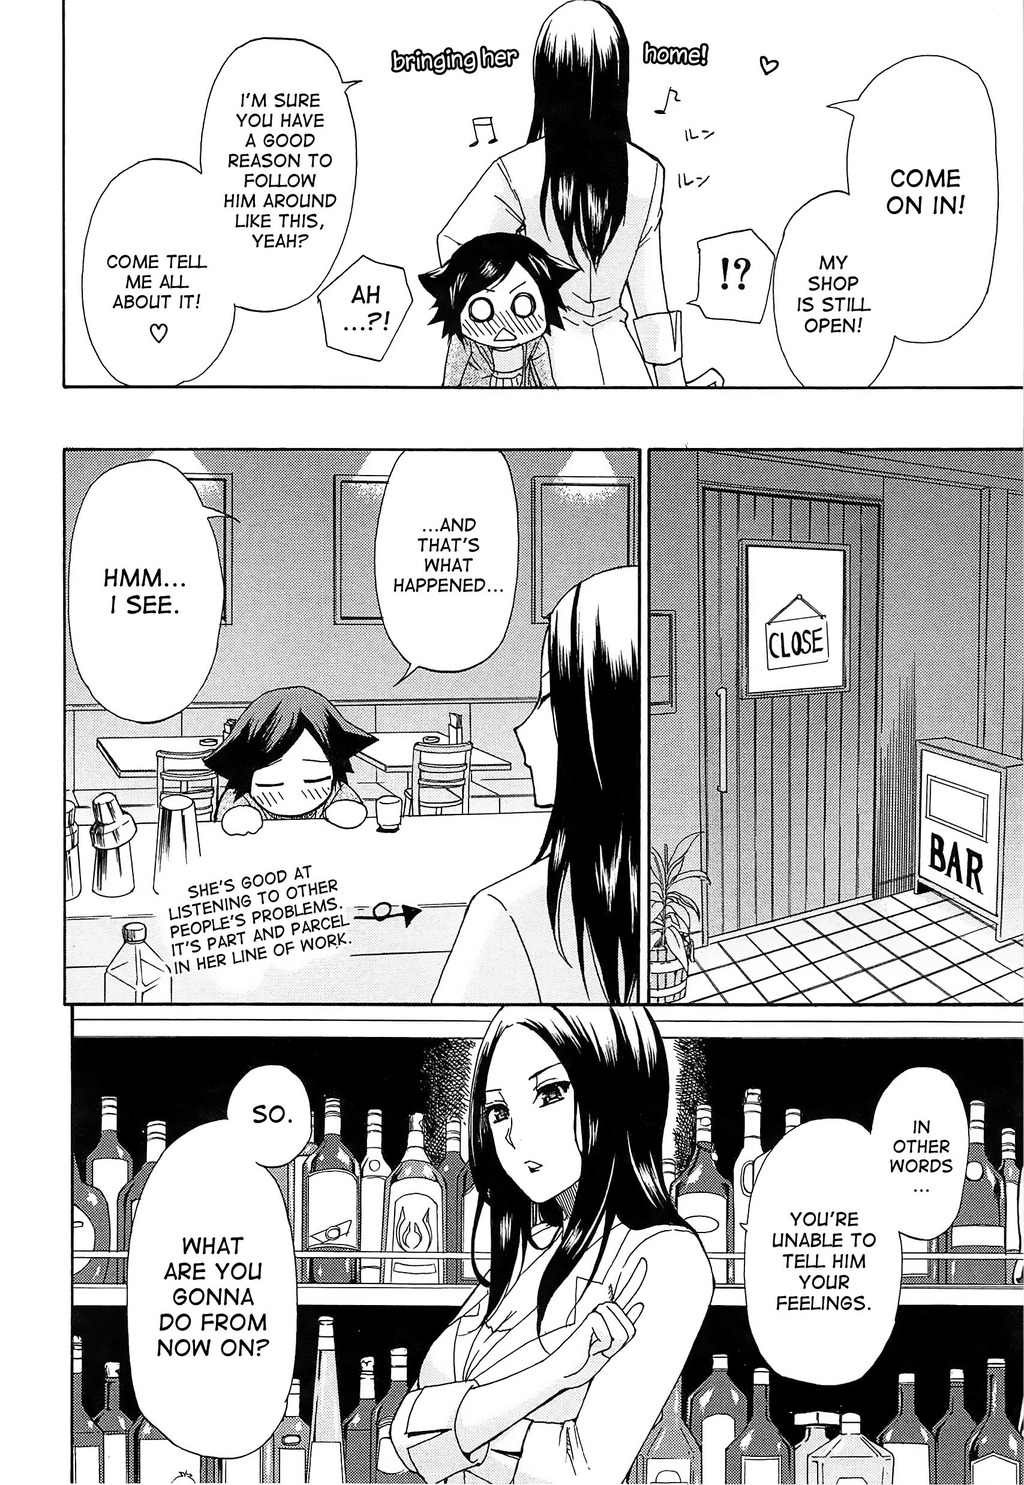 COME
ON IN!
MY
SHOP
IS STILL
OPEN!
bringing her home!
♡
ルン
ルン
!?
I'M SURE
YOU HAVE
A GOOD
REASON TO
FOLLOW
HIM AROUND
LIKE THIS,
YEAH?
COME TELL
ME ALL
ABOUT IT!
♡
AH
...?!
CLOSE
BAR
...AND
THAT'S
WHAT
HAPPENED...
HMM...
I SEE.
SHE'S GOOD AT
LISTENING TO OTHER
PEOPLE'S PROBLEMS.
IT'S PART AND PARCEL
IN HER LINE OF WORK.
IN
OTHER
WORDS
...
YOU'RE
UNABLE TO
TELL HIM
YOUR
FEELINGS.
SO.
WHAT
ARE YOU
GONNA
DO FROM
NOW ON?